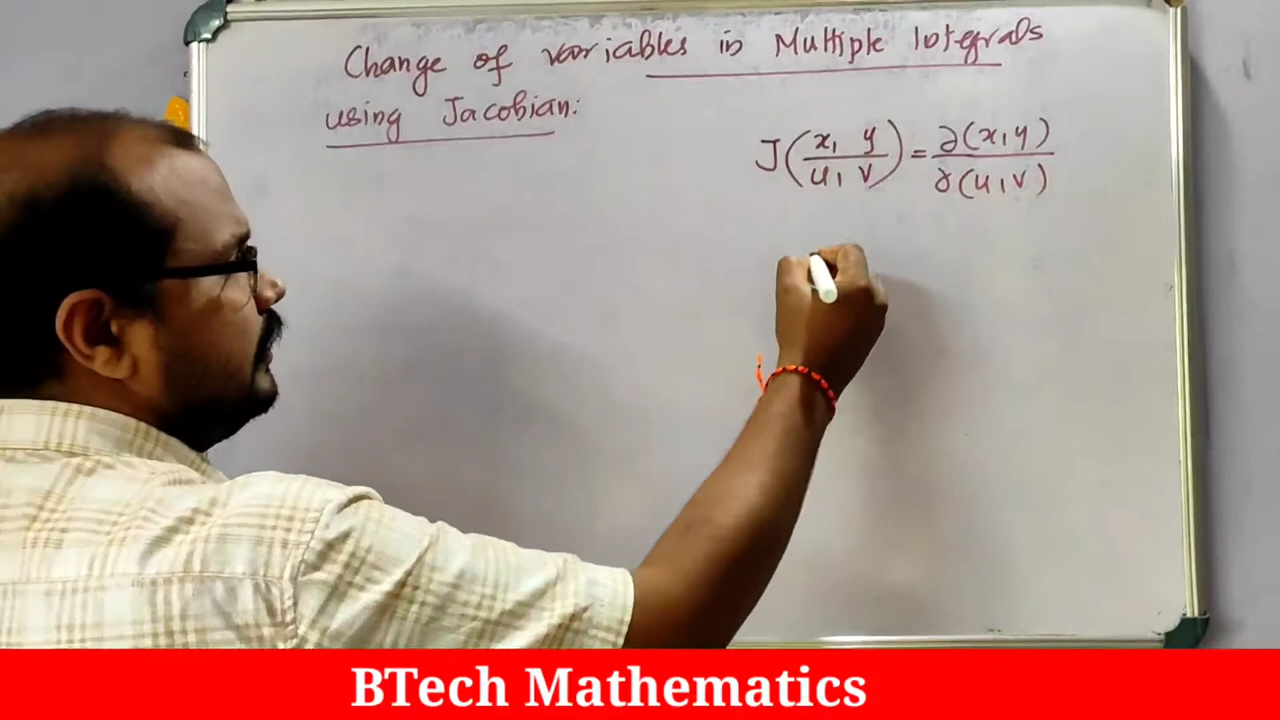 Change of variables in Multiple Integrals
using Jacobian:
J(x, y / u, v) = ∂(x, y) / ∂(u, v)
BTech Mathematics